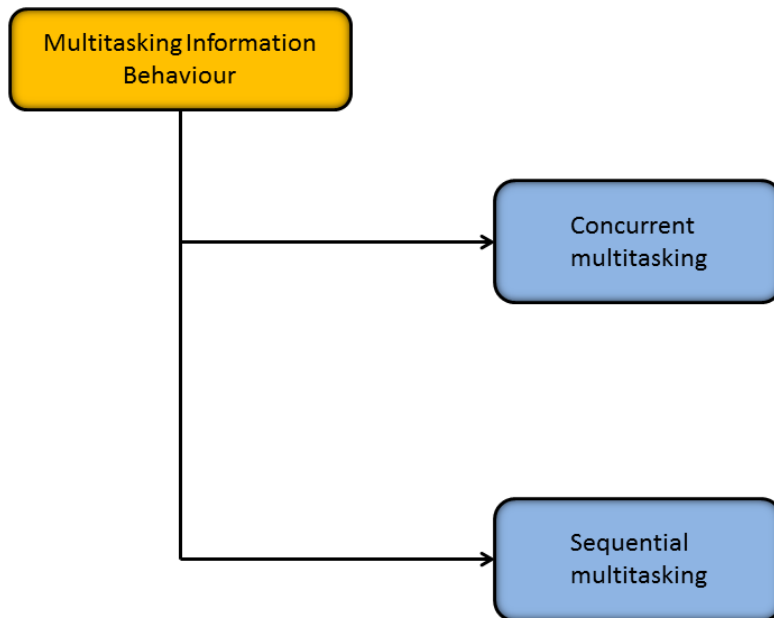 Multitasking Information
Behaviour
Concurrent
multitasking
Sequential
multitasking